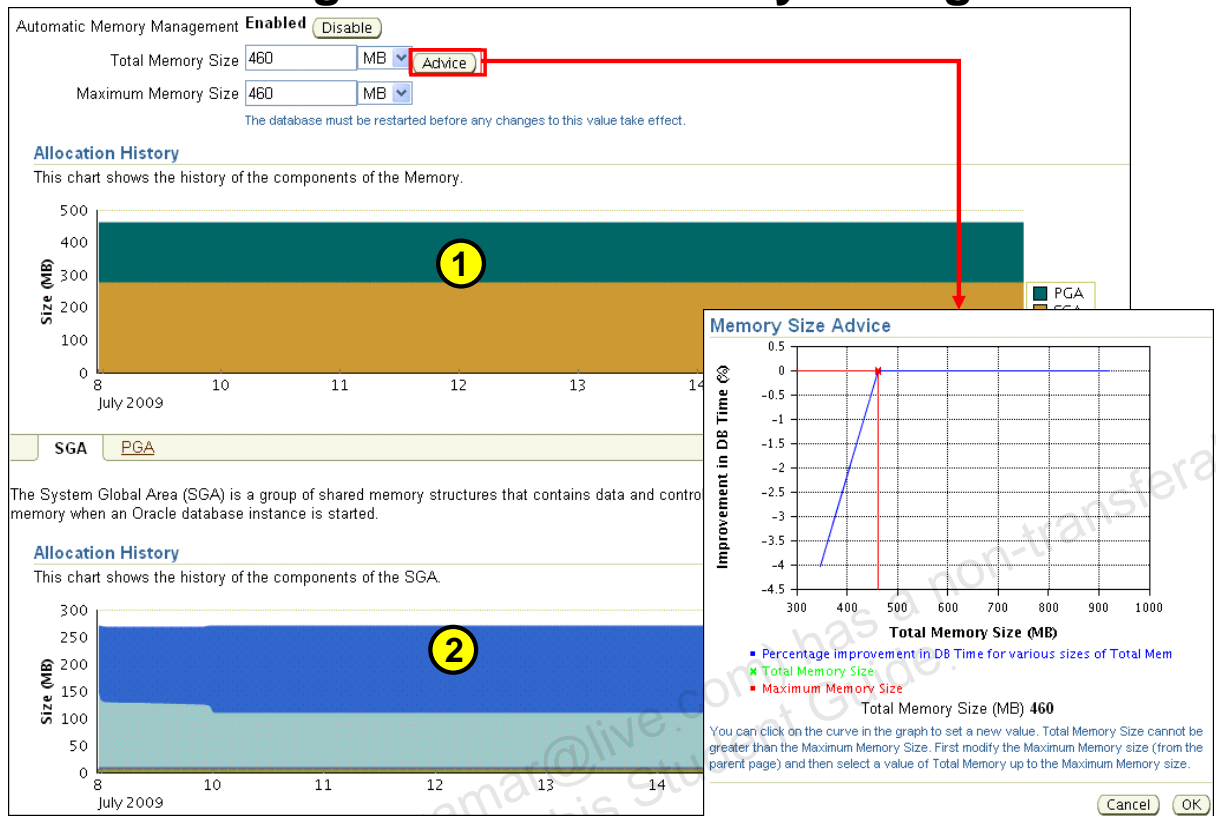 Automatic Memory Management Enabled Disable
Total Memory Size 460 MB Advice
Maximum Memory Size 460 MB
The database must be restarted before any changes to this value take effect.
Allocation History
This chart shows the history of the components of the Memory.
Size (MB)
500
400
300
200
100
0
8 10 11 12 13 14
July 2009
1
PGA
SGA PGA
The System Global Area (SGA) is a group of shared memory structures that contains data and contro
memory when an Oracle database instance is started.
Allocation History
This chart shows the history of the components of the SGA.
Size (MB)
300
250
200
150
100
50
0
8 10 11 12 13 14
July 2009
2
Memory Size Advice
Improvement in DB Time (%)
0.5
0
-0.5
-1
-1.5
-2
-2.5
-3
-3.5
-4
-4.5
300 400 500 600 700 800 900 1000
Total Memory Size (MB)
Percentage improvement in DB Time for various sizes of Total Mem
Total Memory Size
Maximum Memory Size
Total Memory Size (MB) 460
You can click on the curve in the graph to set a new value. Total Memory Size cannot be
greater than the Maximum Memory Size. First modify the Maximum Memory size (from the
parent page) and then select a value of Total Memory up to the Maximum Memory size.
Cancel OK
amar@live.com) has a non-transfera
his Student Guide.